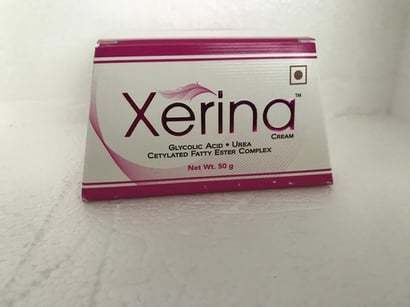 Xerina™
CREAM
GLYCOLIC ACID • UREA
CETYLATED FATTY ESTER COMPLEX
Net Wt. 50 g